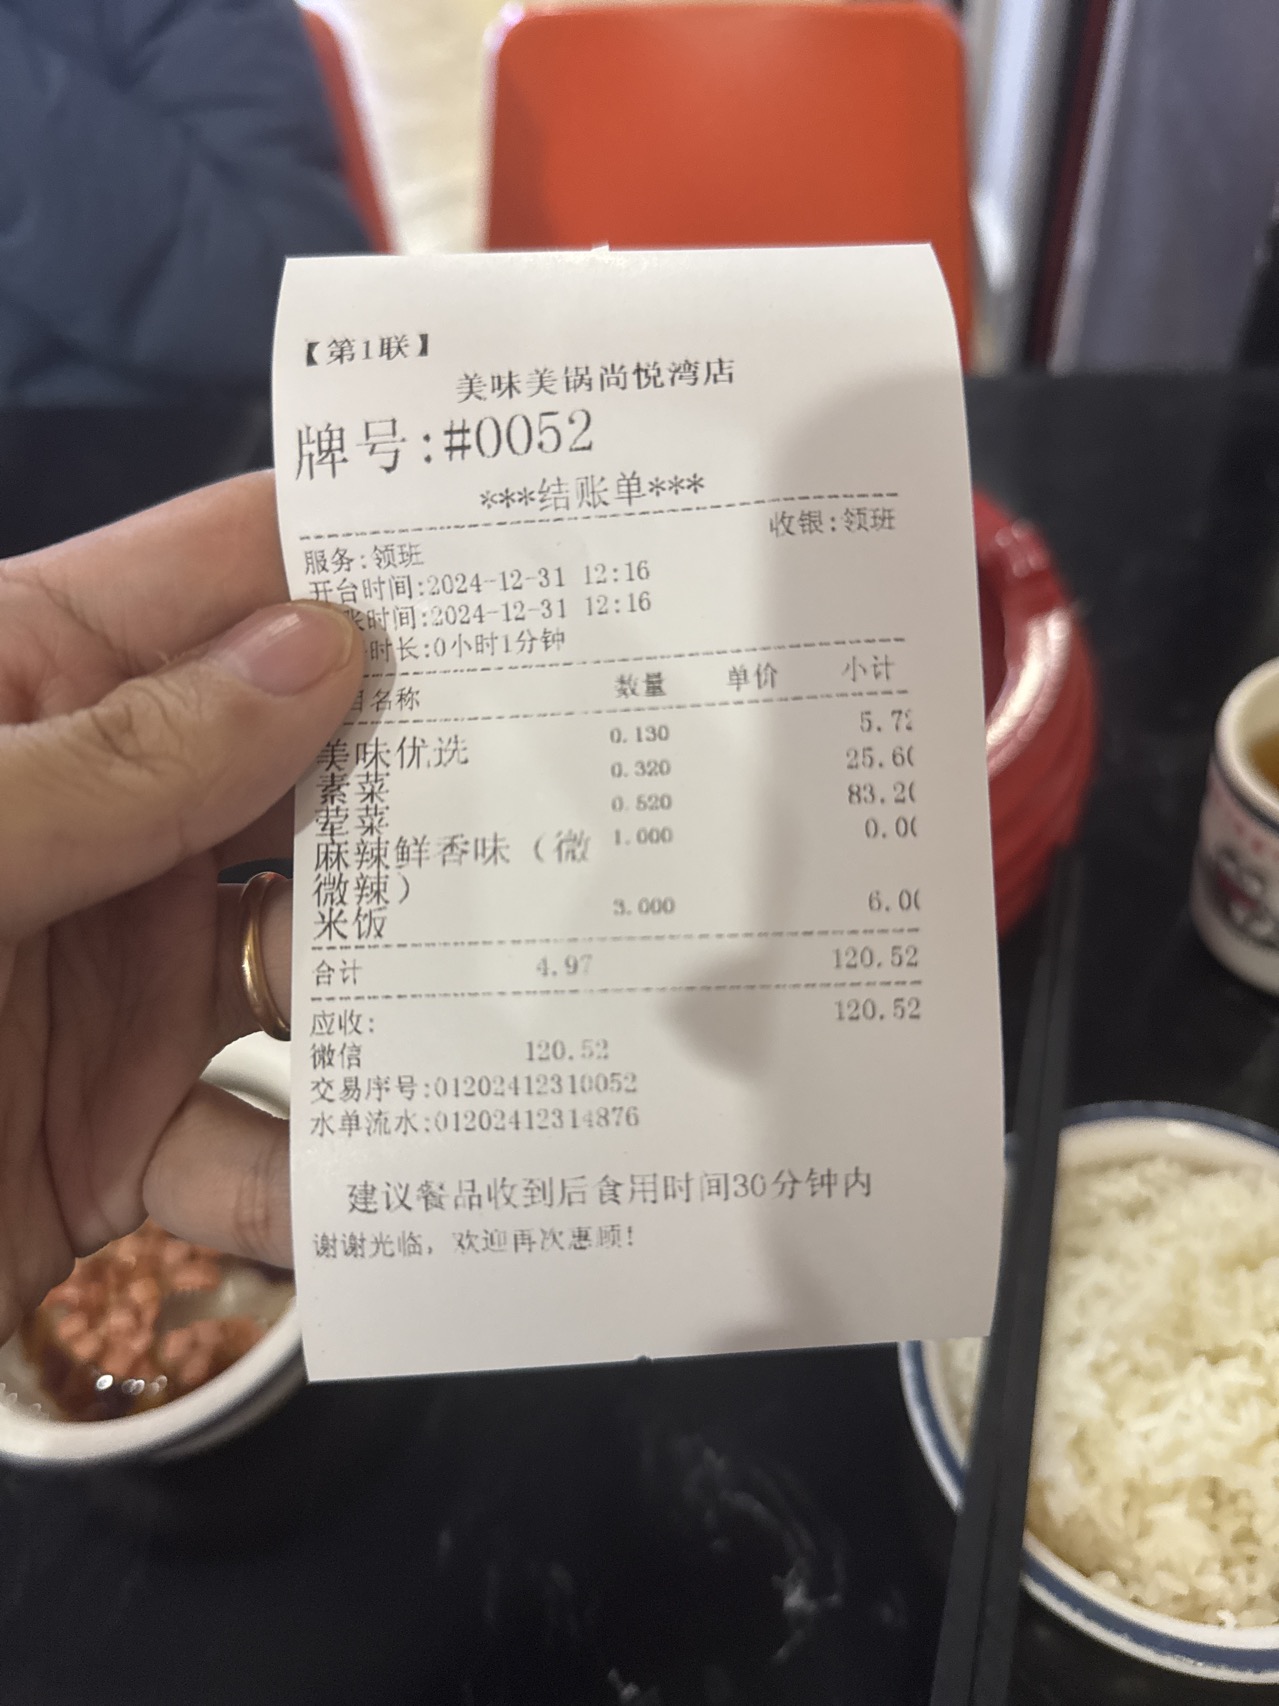 【第1联】
美味美锅尚悦湾店
牌号:#0052
***结账单***
收银:领班
服务:领班
开台时间:2024-12-31 12:16
账时间:2024-12-31 12:16
时长:0小时1分钟
目名称 数量 单价 小计
美味优选 0.130 5.72
素菜 0.320 25.60
荤菜 0.520 83.20
麻辣鲜香味（微 1.000 0.00
微辣）
米饭 3.000 6.00
合计 4.97 120.52
应收: 120.52
微信 120.52
交易序号:01202412310052
水单流水:01202412314876
建议餐品收到后食用时间30分钟内
谢谢光临，欢迎再次惠顾!